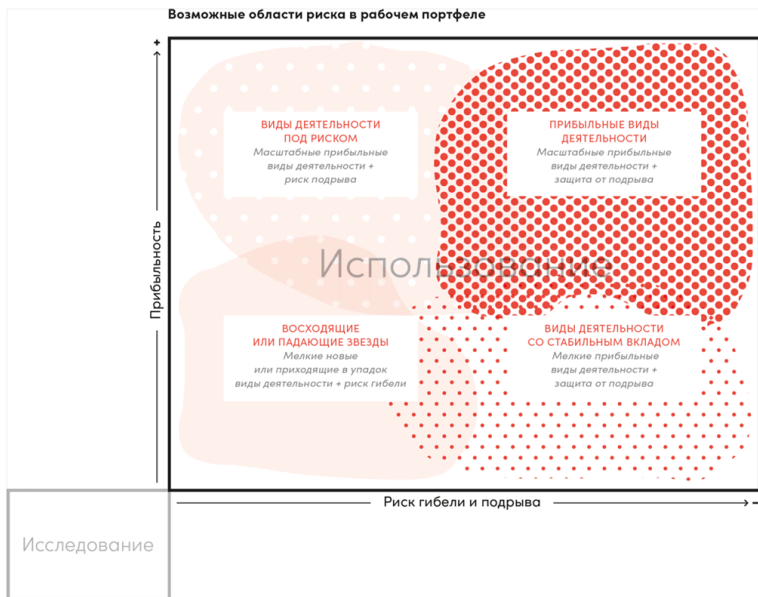 Возможные области риска в рабочем портфеле
+
ВИДЫ ДЕЯТЕЛЬНОСТИ
ПОД РИСКОМ
Масштабные прибыльные
виды деятельности +
риск подрыва
ПРИБЫЛЬНЫЕ ВИДЫ
ДЕЯТЕЛЬНОСТИ
Масштабные прибыльные
виды деятельности +
защита от подрыва
Прибыльность
Использование
ВОСХОДЯЩИЕ
ИЛИ ПАДАЮЩИЕ ЗВЕЗДЫ
Мелкие новые
или приходящие в упадок
виды деятельности + риск гибели
ВИДЫ ДЕЯТЕЛЬНОСТИ
СО СТАБИЛЬНЫМ ВКЛАДОМ
Мелкие прибыльные
виды деятельности +
защита от подрыва
Риск гибели и подрыва
–
Исследование